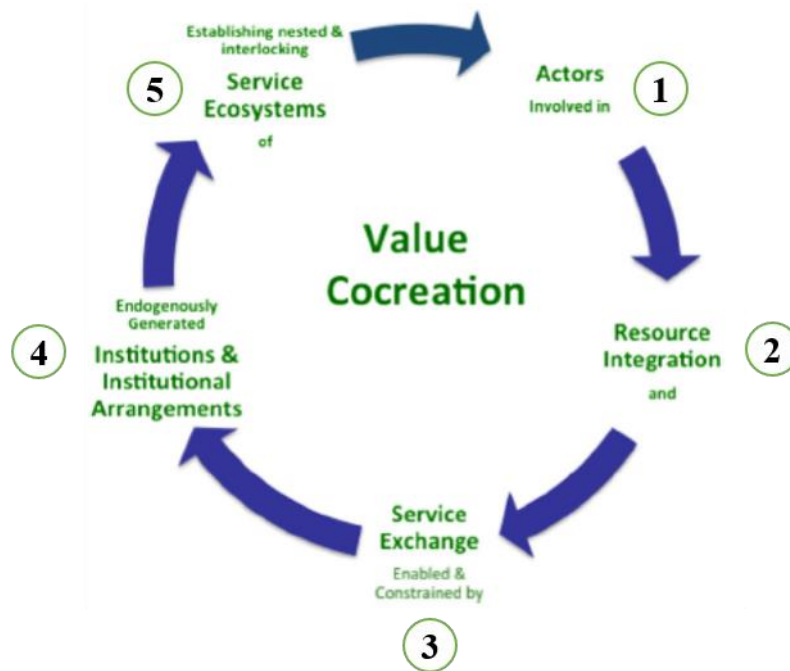 Establishing nested &
interlocking
Service
Ecosystems
of
5
Actors
Involved in
1
Value
Cocreation
Resource
Integration
and
2
Service
Exchange
Enabled &
Constrained by
3
Endogenously
Generated
Institutions &
Institutional
Arrangements
4